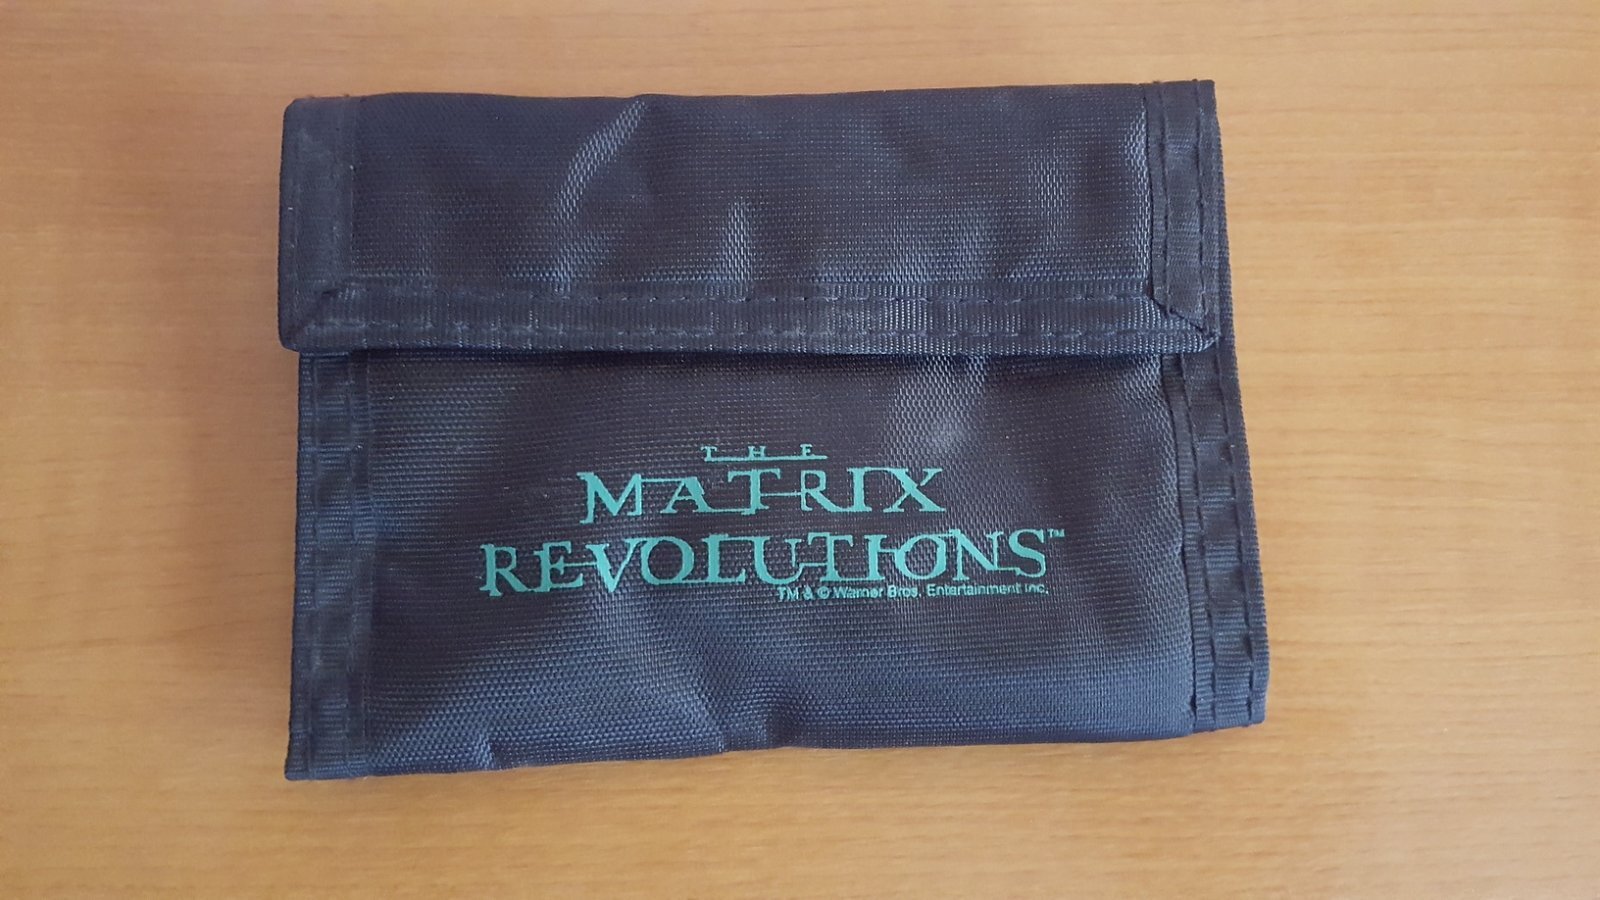 THE
MATRIX
REVOLUTIONS™
TM & © Warner Bros. Entertainment Inc.